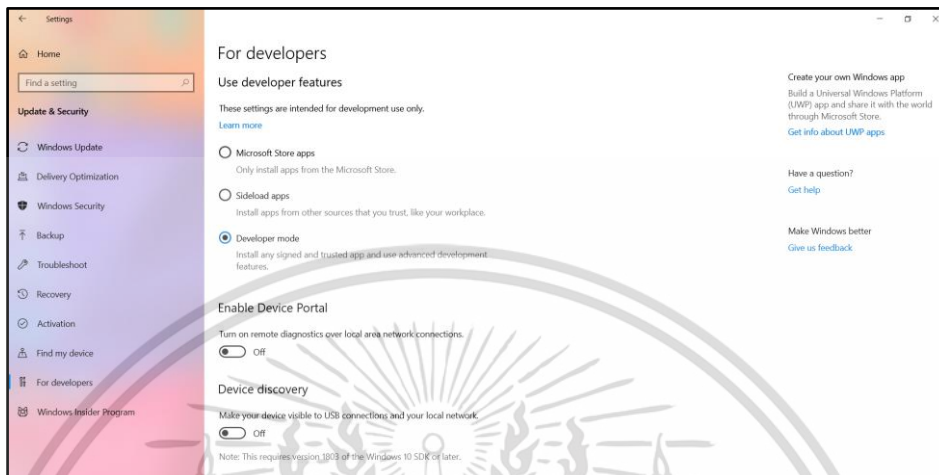 Settings
Home
Find a setting
Update & Security
Windows Update
Delivery Optimization
Windows Security
Backup
Troubleshoot
Recovery
Activation
Find my device
For developers
Windows Insider Program
For developers
Use developer features
These settings are intended for development use only.
Learn more
Microsoft Store apps
Only install apps from the Microsoft Store.
Sideload apps
Install apps from other sources that you trust, like your workplace.
Developer mode
Install any signed and trusted app and use advanced development
features.
Enable Device Portal
Turn on remote diagnostics over local area network connections.
Off
Device discovery
Make your device visible to USB connections and your local network.
Off
Note: This requires version 1803 of the Windows 10 SDK or later.
Create your own Windows app
Build a Universal Windows Platform
(UWP) app and share it with the world
through Microsoft Store.
Get info about UWP apps
Have a question?
Get help
Make Windows better
Give us feedback